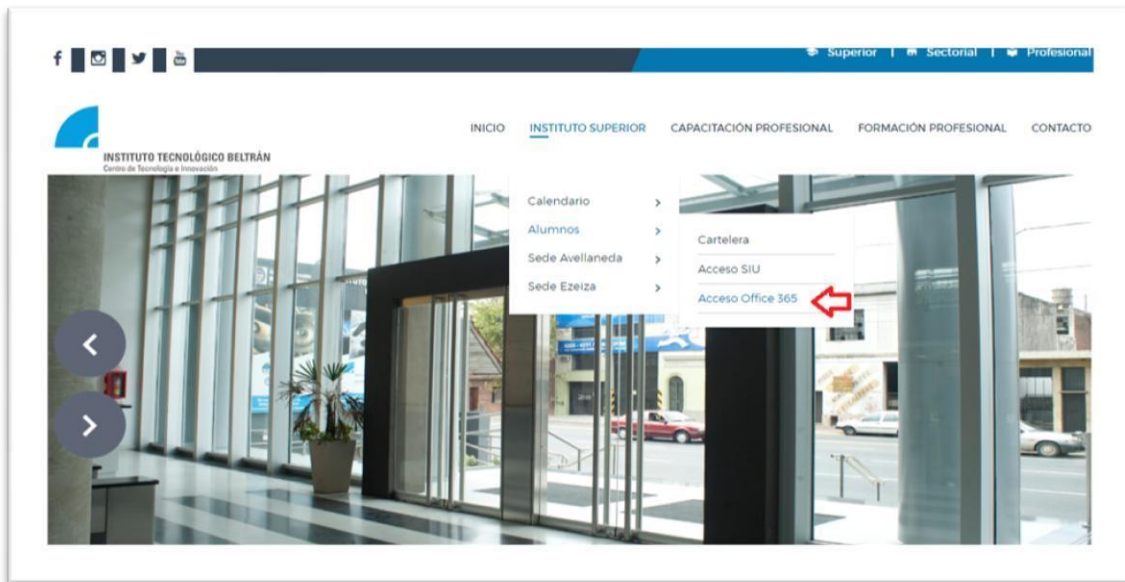 Superior | Sectorial | Profesional
INICIO INSTITUTO SUPERIOR CAPACITACIÓN PROFESIONAL FORMACIÓN PROFESIONAL CONTACTO
INSTITUTO TECNOLÓGICO BELTRÁN
Centro de Tecnología e Innovación
Calendario
Alumnos
Sede Avellaneda
Sede Ezeiza
Cartelera
Acceso SIU
Acceso Office 365